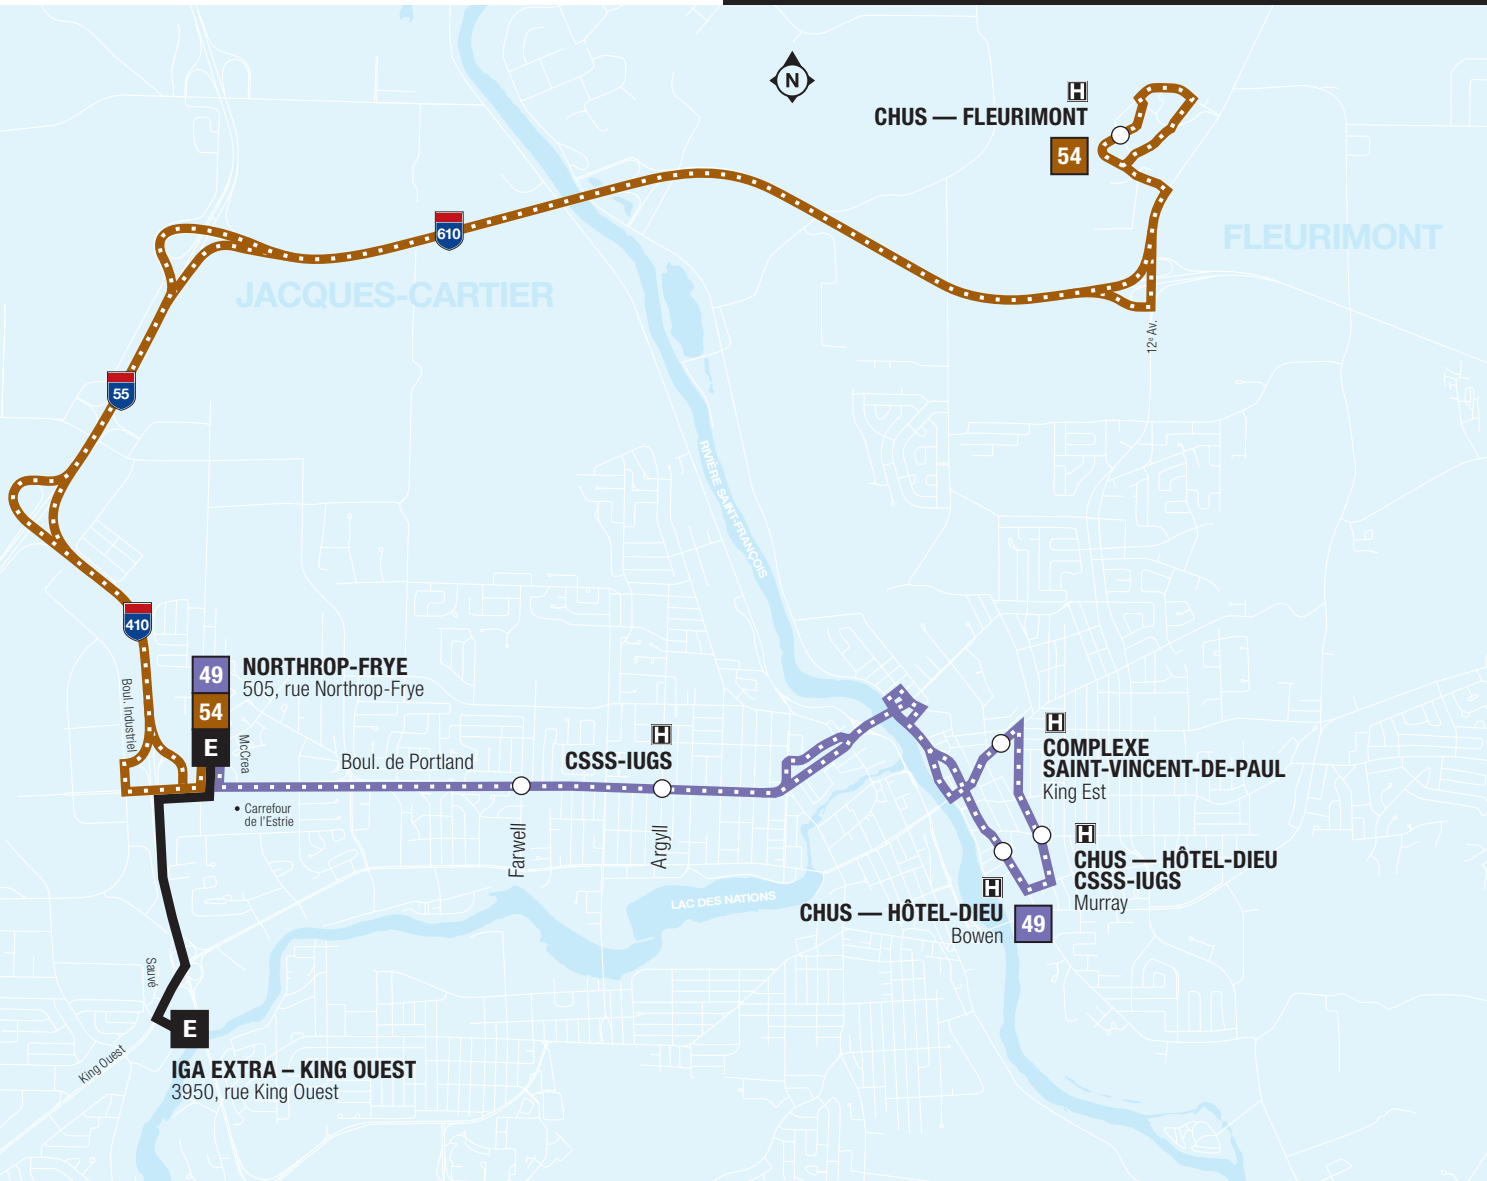 N
H
CHUS — FLEURIMONT
54
FLEURIMONT
610
JACQUES-CARTIER
12e Av.
55
RIVIÈRE SAINT-FRANÇOIS
410
49
NORTHROP-FRYE
505, rue Northrop-Frye
54
E
Boul. Industriel
McCrea
Boul. de Portland
H
CSSS-IUGS
H
COMPLEXE
SAINT-VINCENT-DE-PAUL
King Est
• Carrefour
de l'Estrie
Farwell
Argyll
H
CHUS — HÔTEL-DIEU
CSSS-IUGS
Murray
H
CHUS — HÔTEL-DIEU
Bowen
49
LAC DES NATIONS
Sauvé
E
King Ouest
IGA EXTRA – KING OUEST
3950, rue King Ouest